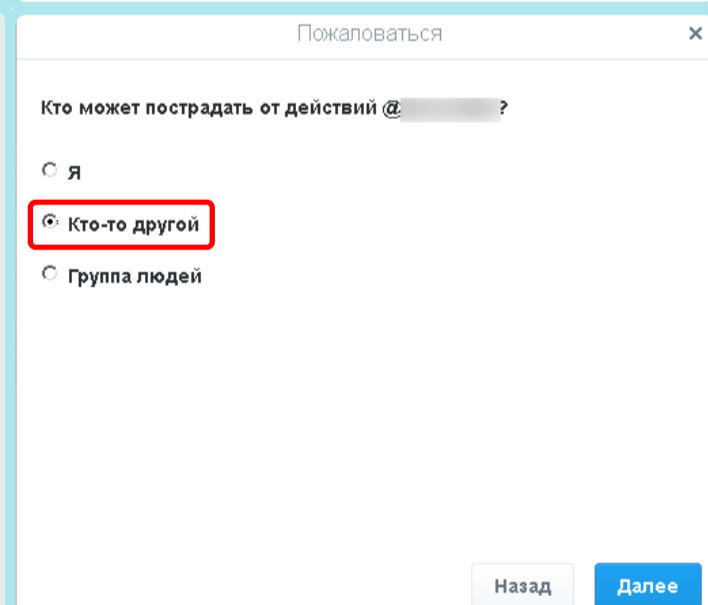 Пожаловаться ×
Кто может пострадать от действий @ ?
Я
Кто-то другой
Группа людей
Назад Далее